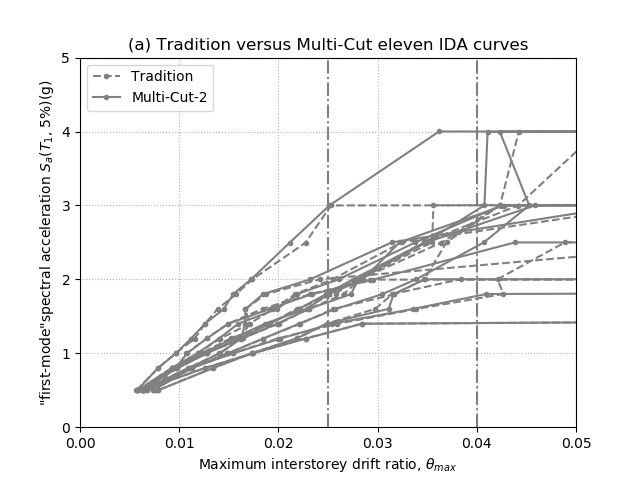 (a) Tradition versus Multi-Cut eleven IDA curves
Tradition
Multi-Cut-2
"first-mode"spectral acceleration Sa(T1, 5%)(g)
5
4
3
2
1
0
0.00 0.01 0.02 0.03 0.04 0.05
Maximum interstorey drift ratio, θmax